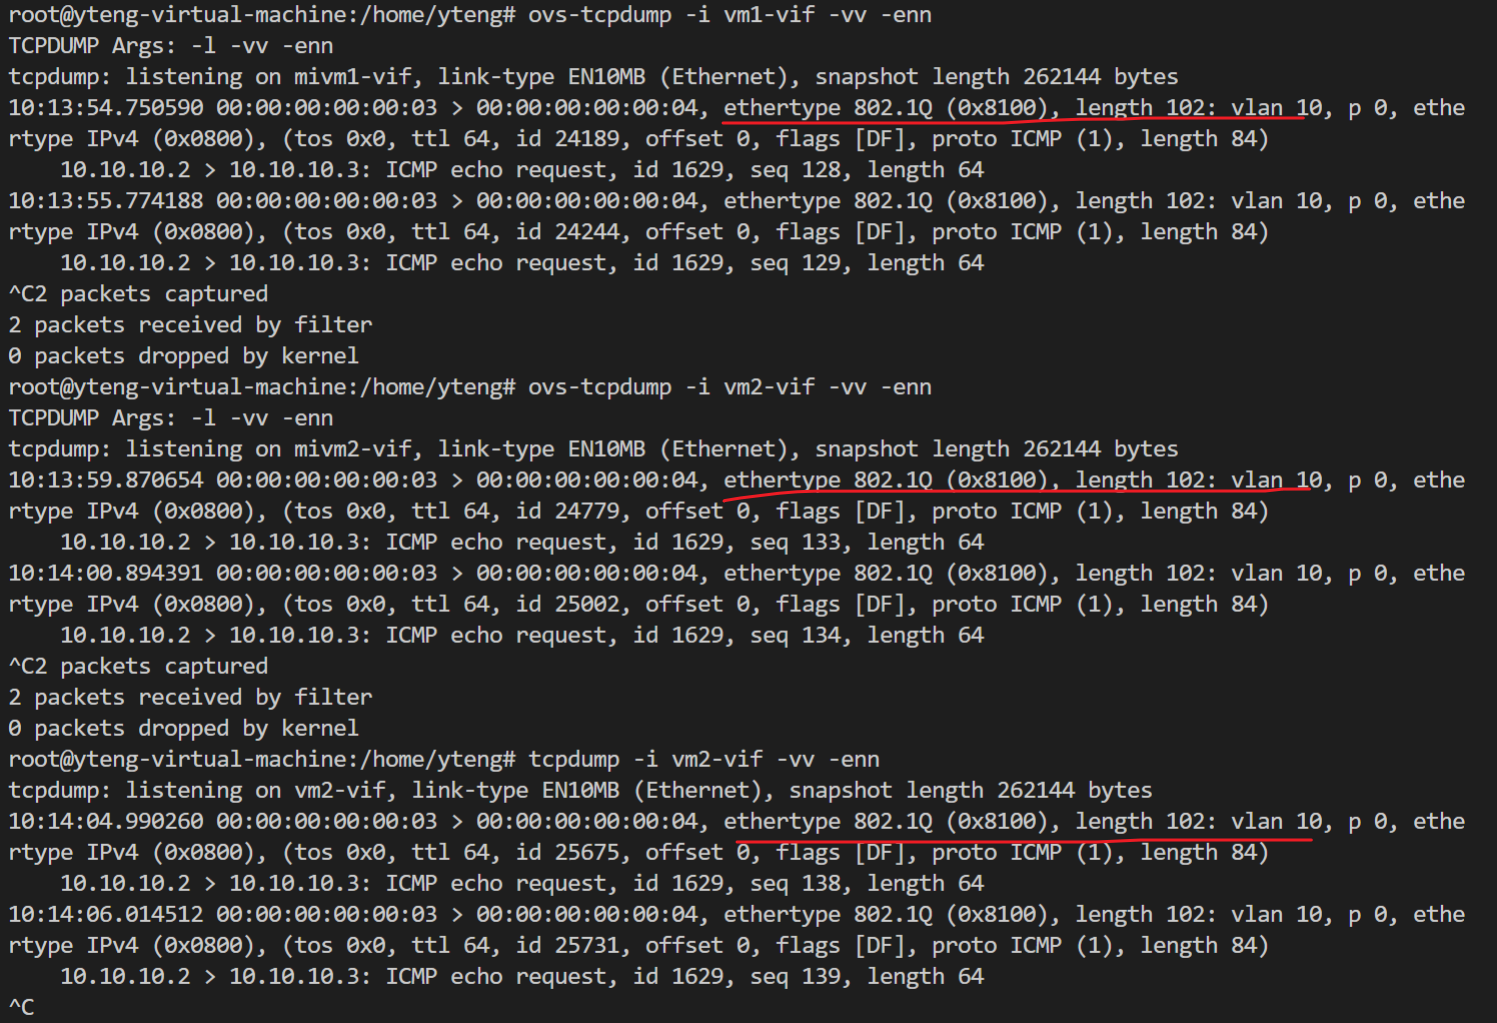 root@yteng-virtual-machine:/home/yteng# ovs-tcpdump -i vm1-vif -vv -enn
TCPDUMP Args: -l -vv -enn
tcpdump: listening on mivm1-vif, link-type EN10MB (Ethernet), snapshot length 262144 bytes
10:13:54.750590 00:00:00:00:00:03 > 00:00:00:00:00:04, ethertype 802.1Q (0x8100), length 102: vlan 10, p 0, ethe
rtype IPv4 (0x0800), (tos 0x0, ttl 64, id 24189, offset 0, flags [DF], proto ICMP (1), length 84)
    10.10.10.2 > 10.10.10.3: ICMP echo request, id 1629, seq 128, length 64
10:13:55.774188 00:00:00:00:00:03 > 00:00:00:00:00:04, ethertype 802.1Q (0x8100), length 102: vlan 10, p 0, ethe
rtype IPv4 (0x0800), (tos 0x0, ttl 64, id 24244, offset 0, flags [DF], proto ICMP (1), length 84)
    10.10.10.2 > 10.10.10.3: ICMP echo request, id 1629, seq 129, length 64
^C2 packets captured
2 packets received by filter
0 packets dropped by kernel
root@yteng-virtual-machine:/home/yteng# ovs-tcpdump -i vm2-vif -vv -enn
TCPDUMP Args: -l -vv -enn
tcpdump: listening on mivm2-vif, link-type EN10MB (Ethernet), snapshot length 262144 bytes
10:13:59.870654 00:00:00:00:00:03 > 00:00:00:00:00:04, ethertype 802.1Q (0x8100), length 102: vlan 10, p 0, ethe
rtype IPv4 (0x0800), (tos 0x0, ttl 64, id 24779, offset 0, flags [DF], proto ICMP (1), length 84)
    10.10.10.2 > 10.10.10.3: ICMP echo request, id 1629, seq 133, length 64
10:14:00.894391 00:00:00:00:00:03 > 00:00:00:00:00:04, ethertype 802.1Q (0x8100), length 102: vlan 10, p 0, ethe
rtype IPv4 (0x0800), (tos 0x0, ttl 64, id 25002, offset 0, flags [DF], proto ICMP (1), length 84)
    10.10.10.2 > 10.10.10.3: ICMP echo request, id 1629, seq 134, length 64
^C2 packets captured
2 packets received by filter
0 packets dropped by kernel
root@yteng-virtual-machine:/home/yteng# tcpdump -i vm2-vif -vv -enn
tcpdump: listening on vm2-vif, link-type EN10MB (Ethernet), snapshot length 262144 bytes
10:14:04.990260 00:00:00:00:00:03 > 00:00:00:00:00:04, ethertype 802.1Q (0x8100), length 102: vlan 10, p 0, ethe
rtype IPv4 (0x0800), (tos 0x0, ttl 64, id 25675, offset 0, flags [DF], proto ICMP (1), length 84)
    10.10.10.2 > 10.10.10.3: ICMP echo request, id 1629, seq 138, length 64
10:14:06.014512 00:00:00:00:00:03 > 00:00:00:00:00:04, ethertype 802.1Q (0x8100), length 102: vlan 10, p 0, ethe
rtype IPv4 (0x0800), (tos 0x0, ttl 64, id 25731, offset 0, flags [DF], proto ICMP (1), length 84)
    10.10.10.2 > 10.10.10.3: ICMP echo request, id 1629, seq 139, length 64
^C